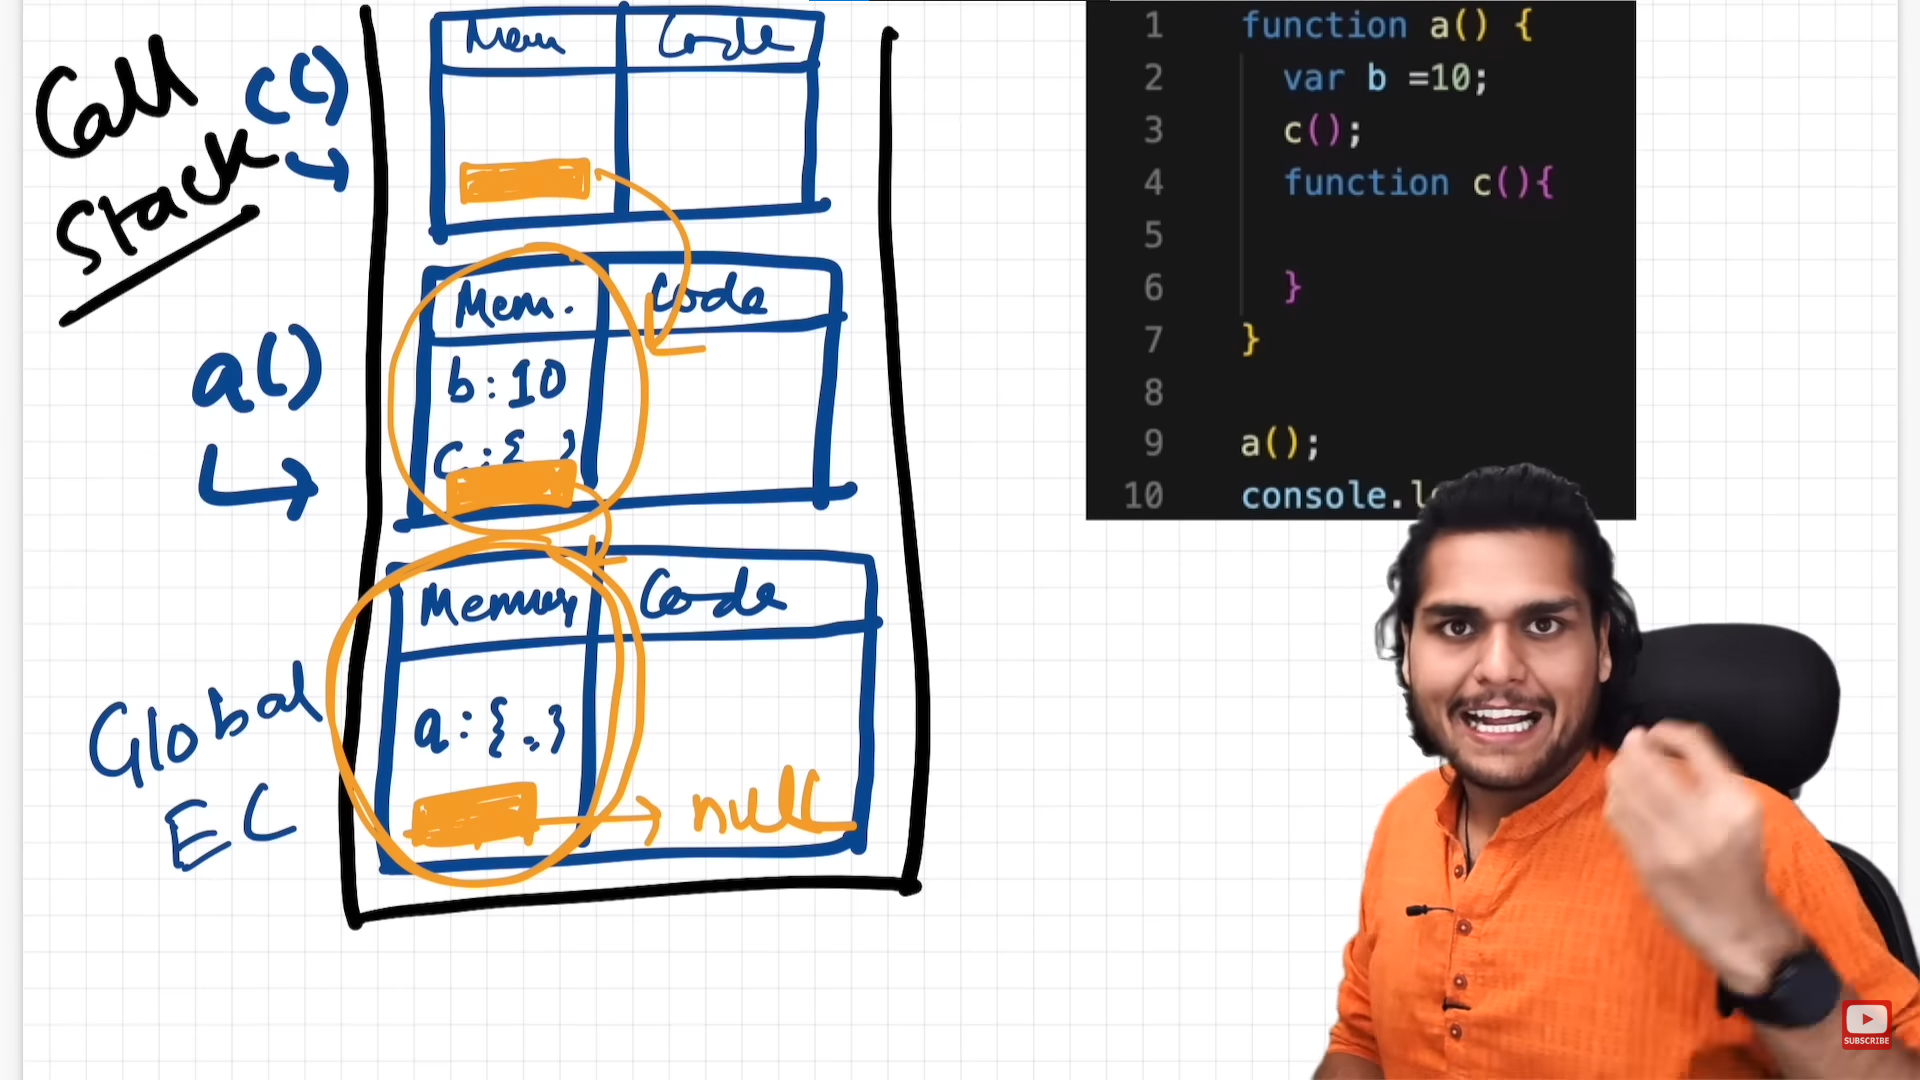 Call
Stack
c()
Mem
Code
a()
Mem.
Code
b:10
c:{ }
Global
EC
Memory
Code
a:{.}
null
1 function a() {
2 var b =10;
3 c();
4 function c(){
5
6 }
7 }
8
9 a();
10 console.l
SUBSCRIBE